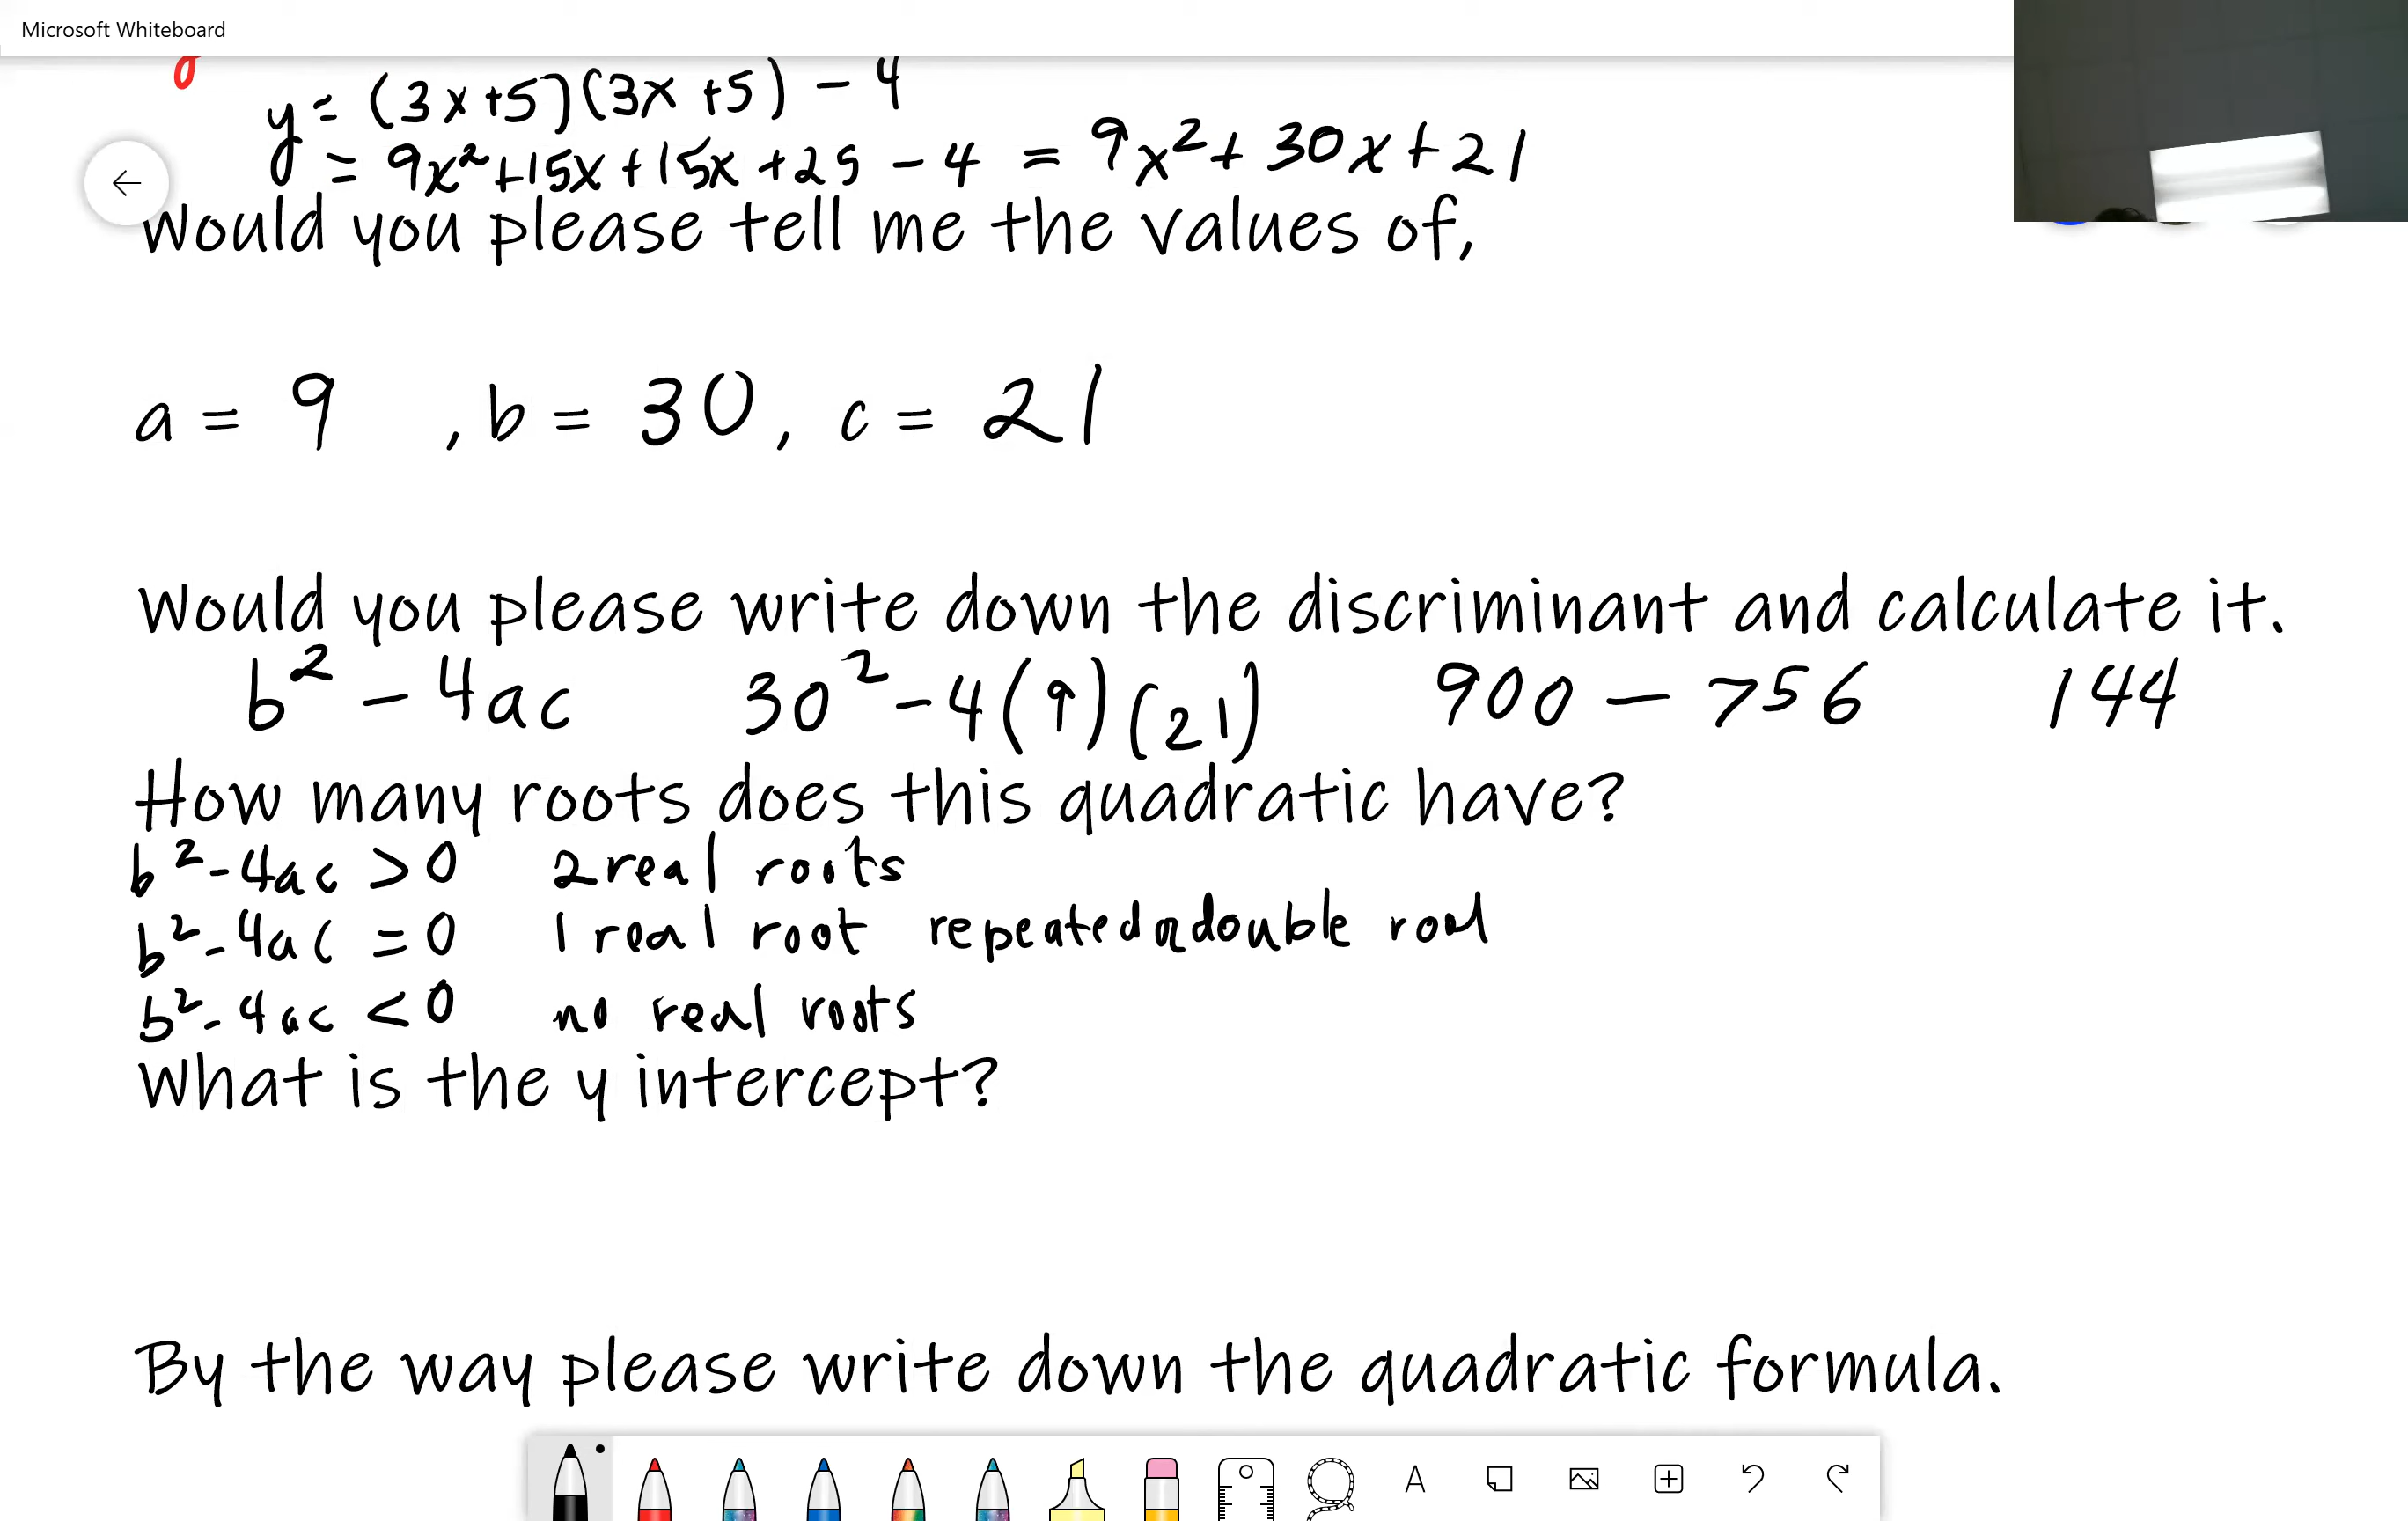 Microsoft Whiteboard
y = (3x+5)(3x+5) - 4
= 9x²+15x+15x+25 - 4 = 9x²+ 30x+21
Would you please tell me the values of,
a = 9 , b = 30, c = 21
Would you please write down the discriminant and calculate it.
b² - 4ac 30² - 4(9)(21) 900 - 756 144
How many roots does this quadratic have?
b²-4ac >0 2 real roots
b²-4ac =0 1 real root repeated or double
b²-4ac <0 no real roots
What is the y intercept?
By the way please write down the quadratic formula.
A